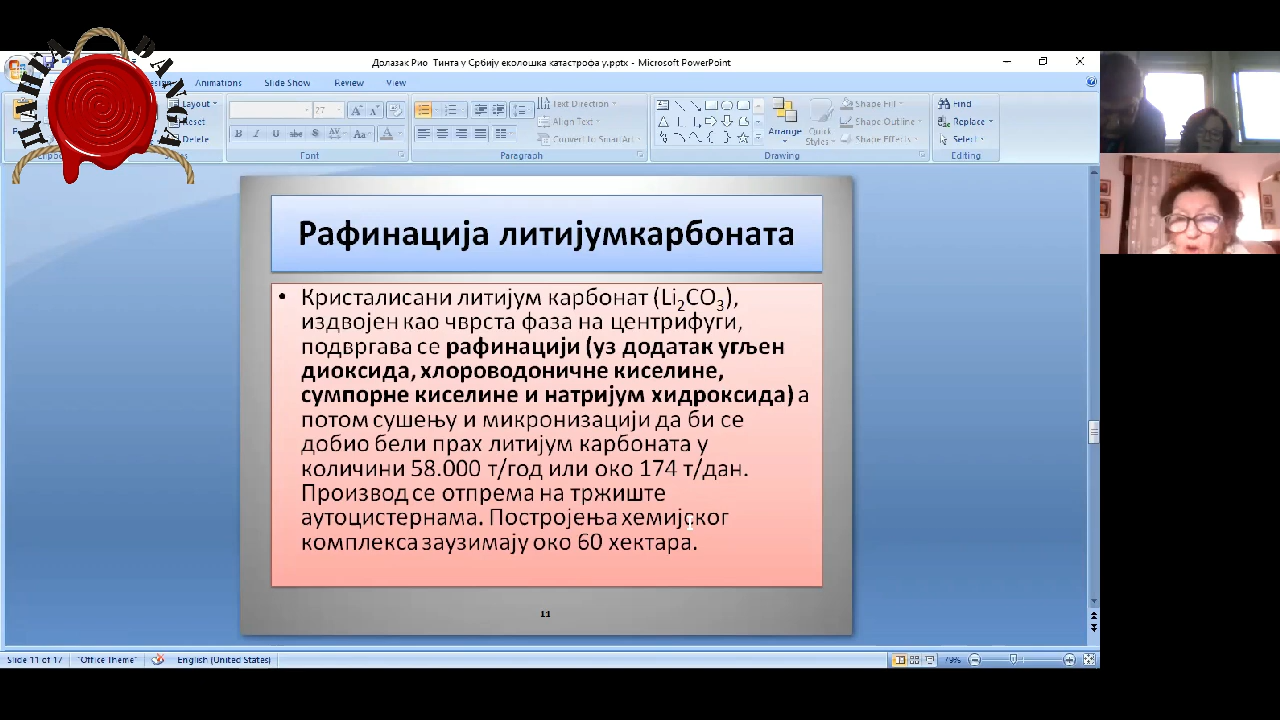 Долазак Рио Тинта у Србију еколошка катастрофа у.pptx - Microsoft PowerPoint
Animations Slide Show Review View
Layout
Reset
Delete
27
Text Direction
Align Text
Convert to SmartArt
Arrange
Quick Styles
Shape Fill
Shape Outline
Shape Effects
Find
Replace
Select
Font Paragraph Drawing Editing
Рафинација литијумкарбоната
• Кристалисани литијум карбонат (Li2CO3),
издвојен као чврста фаза на центрифуги,
подвргава се рафинацији (уз додатак угљен
диоксида, хлороводоничне киселине,
сумпорне киселине и натријум хидроксида) а
потом сушењу и микронизацији да би се
добио бели прах литијум карбоната у
количини 58.000 т/год или око 174 т/дан.
Производ се отпрема на тржиште
аутоцистернама. Постројења хемијског
комплекса заузимају око 60 хектара.
11
Slide 11 of 17 "Office Theme" English (United States) 79%